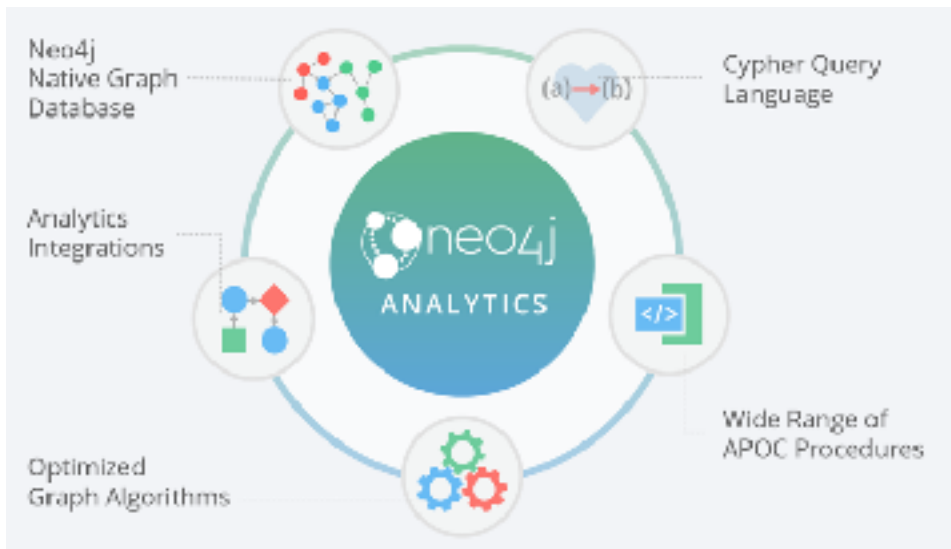 Neo4j
Native Graph
Database
(a)→(b)
Cypher Query
Language
Analytics
Integrations
neo4j
ANALYTICS
</>
Wide Range of
APOC Procedures
Optimized
Graph Algorithms